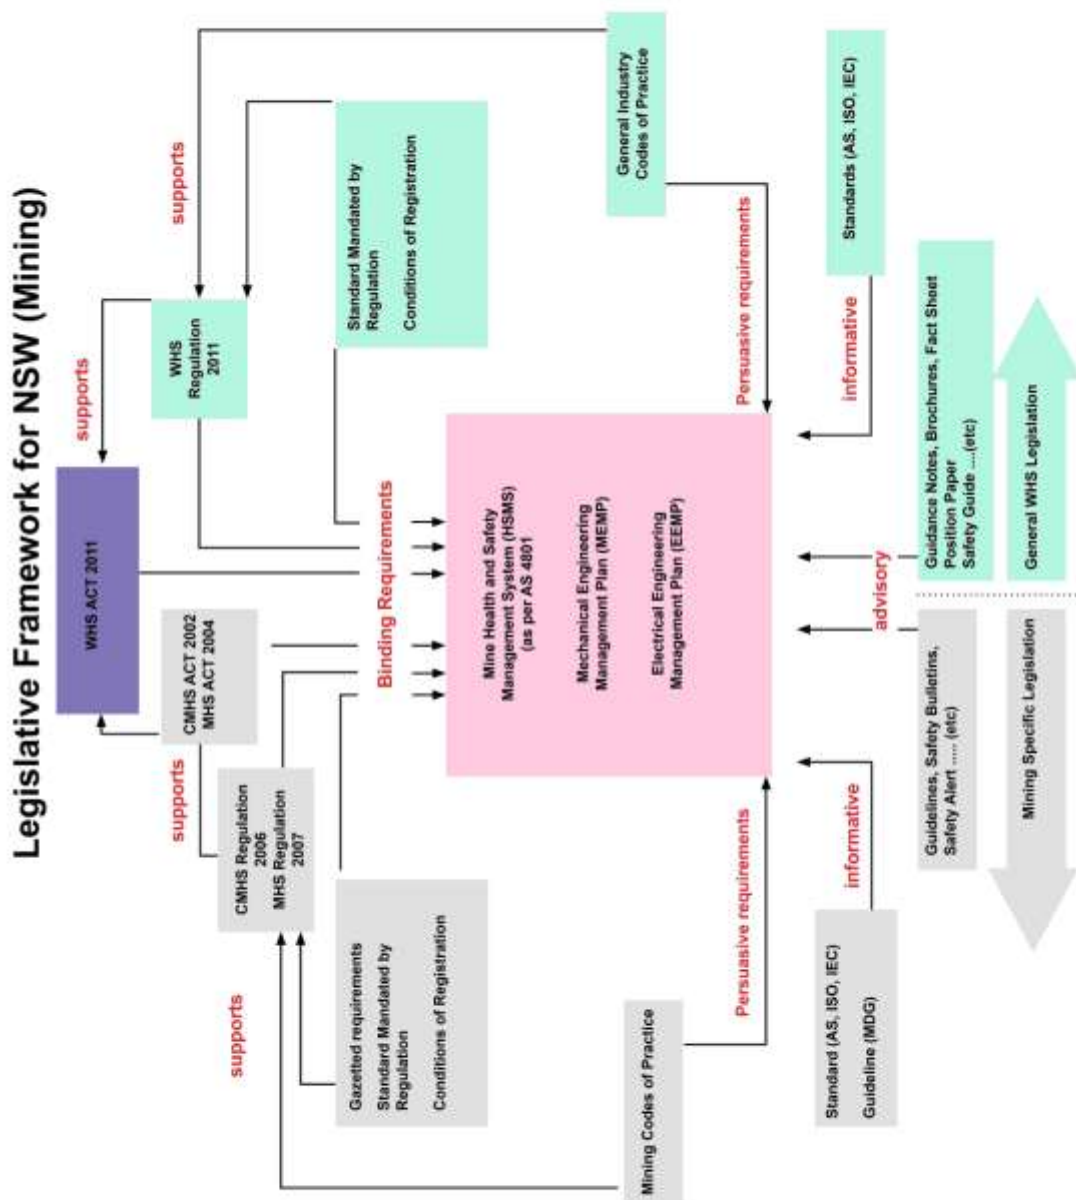 Legislative Framework for NSW (Mining)
WHS ACT 2011
supports
supports
CMHS ACT 2002
MHS ACT 2004
WHS
Regulation
2011
supports
supports
CMHS Regulation
2006
MHS Regulation
2007
Gazetted requirements
Standard Mandated by
Regulation
Conditions of Registration
Binding Requirements
Standard Mandated by
Regulation
Conditions of Registration
Mine Health and Safety
Management System (HSMS)
(as per AS 4801
Mechanical Engineering
Management Plan (MEMP)
Electrical Engineering
Management Plan (EEMP)
Mining Codes of Practice
General Industry
Codes of Practice
Persuasive requirements
Persuasive requirements
Standard (AS, ISO, IEC)
Guideline (MDG)
informative
informative
Standards (AS, ISO, IEC)
advisory
Guidelines, Safety Bulletins,
Safety Alert ..... (etc)
Guidance Notes, Brochures, Fact Sheet
Position Paper
Safety Guide ....(etc)
Mining Specific Legislation
General WHS Legislation